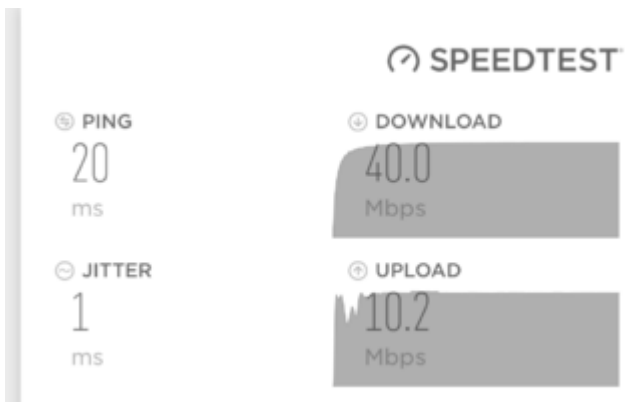 SPEEDTEST
PING
20
ms
DOWNLOAD
40.0
Mbps
JITTER
1
ms
UPLOAD
10.2
Mbps